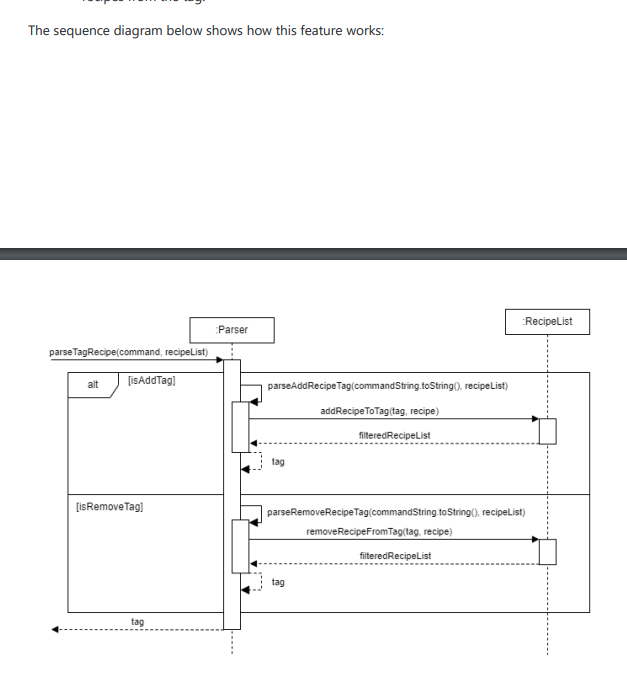 The sequence diagram below shows how this feature works:
:RecipeList
:Parser
parseTagRecipe(command, recipeList)
alt
[isAddTag]
parseAddRecipeTag(commandString.toString(), recipeList)
addRecipeToTag(tag, recipe)
filteredRecipeList
tag
[isRemoveTag]
parseRemoveRecipeTag(commandString.toString(), recipeList)
removeRecipeFromTag(tag, recipe)
filteredRecipeList
tag
tag